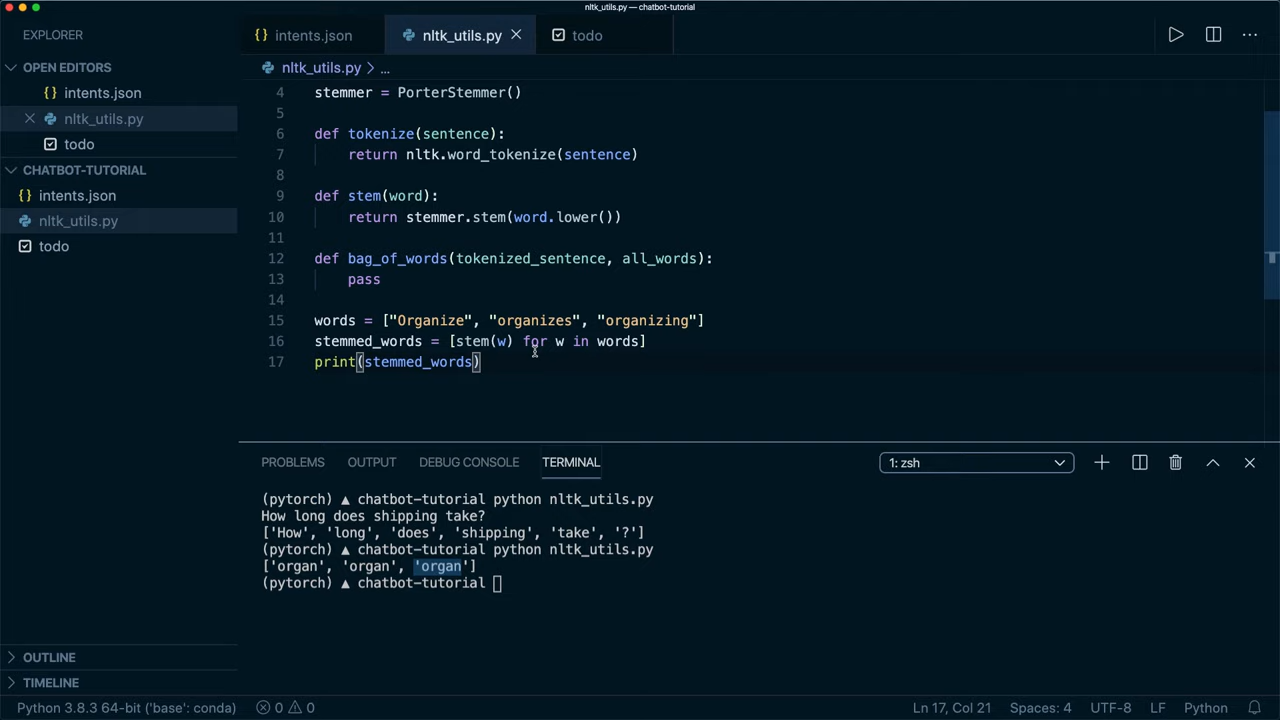 nltk_utils.py — chatbot-tutorial
EXPLORER
OPEN EDITORS
{} intents.json
nltk_utils.py
todo
CHATBOT-TUTORIAL
{} intents.json
nltk_utils.py
todo
{} intents.json nltk_utils.py todo
nltk_utils.py > ...
4 stemmer = PorterStemmer()
5
6 def tokenize(sentence):
7 return nltk.word_tokenize(sentence)
8
9 def stem(word):
10 return stemmer.stem(word.lower())
11
12 def bag_of_words(tokenized_sentence, all_words):
13 pass
14
15 words = ["Organize", "organizes", "organizing"]
16 stemmed_words = [stem(w) for w in words]
17 print(stemmed_words)
PROBLEMS OUTPUT DEBUG CONSOLE TERMINAL 1: zsh
(pytorch) ▲ chatbot-tutorial python nltk_utils.py
How long does shipping take?
['How', 'long', 'does', 'shipping', 'take', '?']
(pytorch) ▲ chatbot-tutorial python nltk_utils.py
['organ', 'organ', 'organ']
(pytorch) ▲ chatbot-tutorial
OUTLINE
TIMELINE
Python 3.8.3 64-bit ('base': conda) 0 0 Ln 17, Col 21 Spaces: 4 UTF-8 LF Python